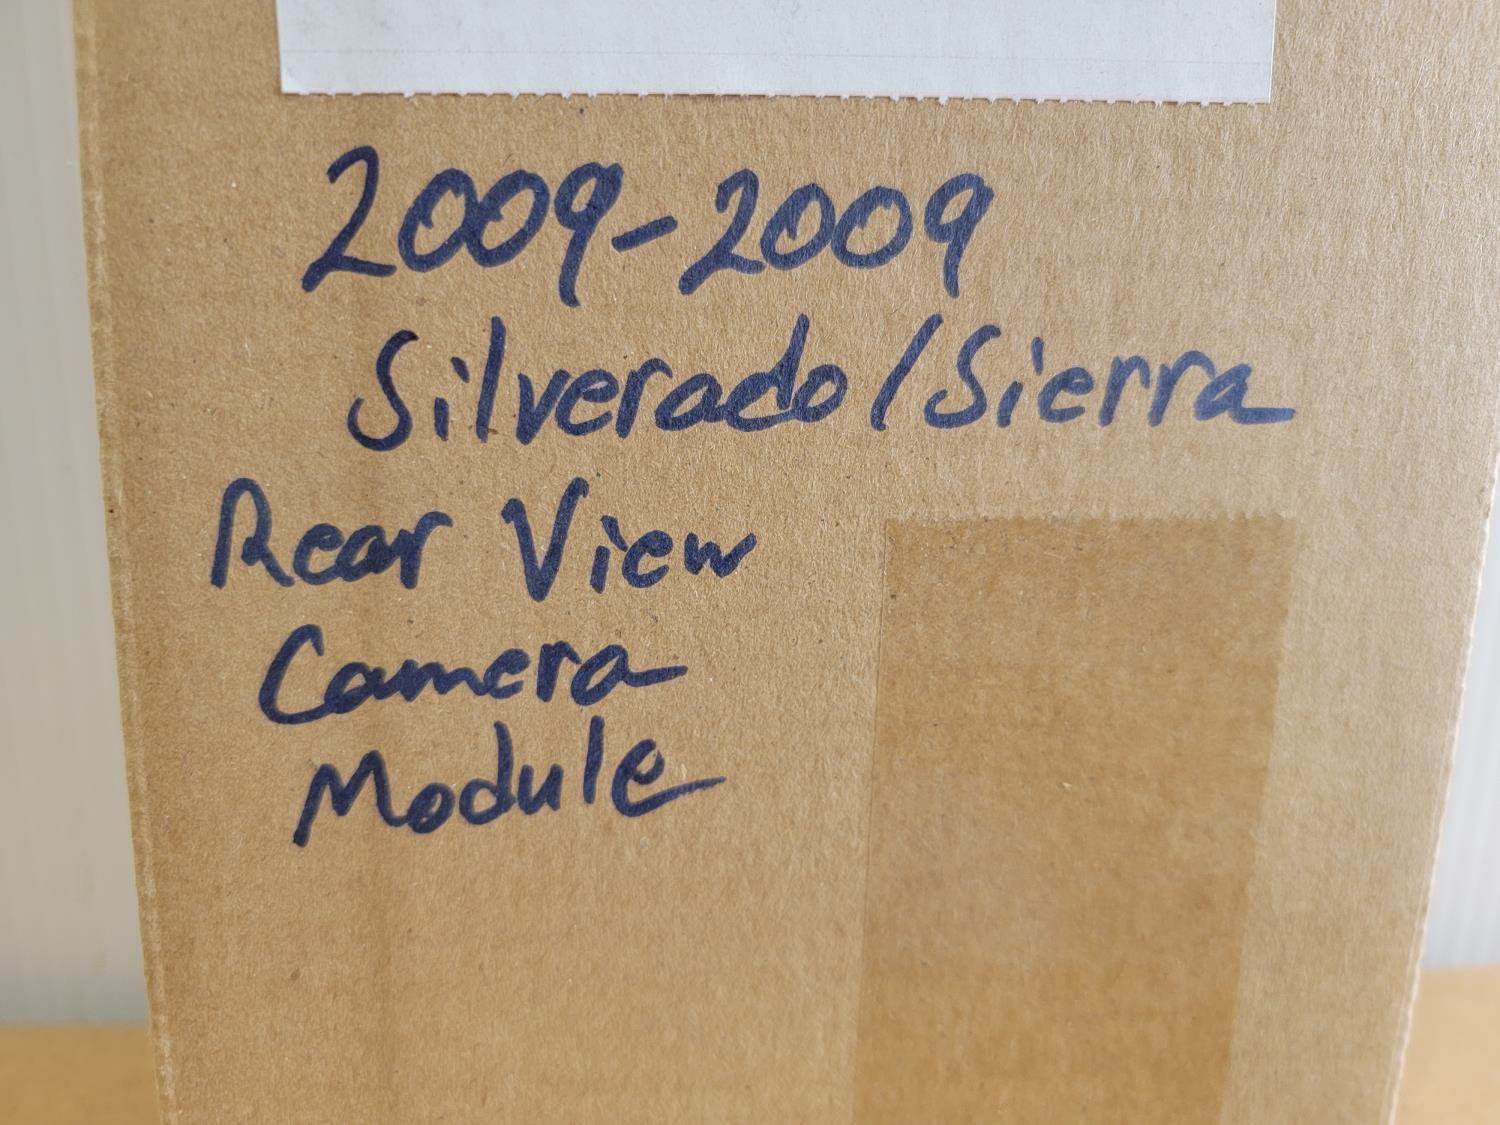 2009-2009
Silverado/Sierra
Rear View
Camera
Module